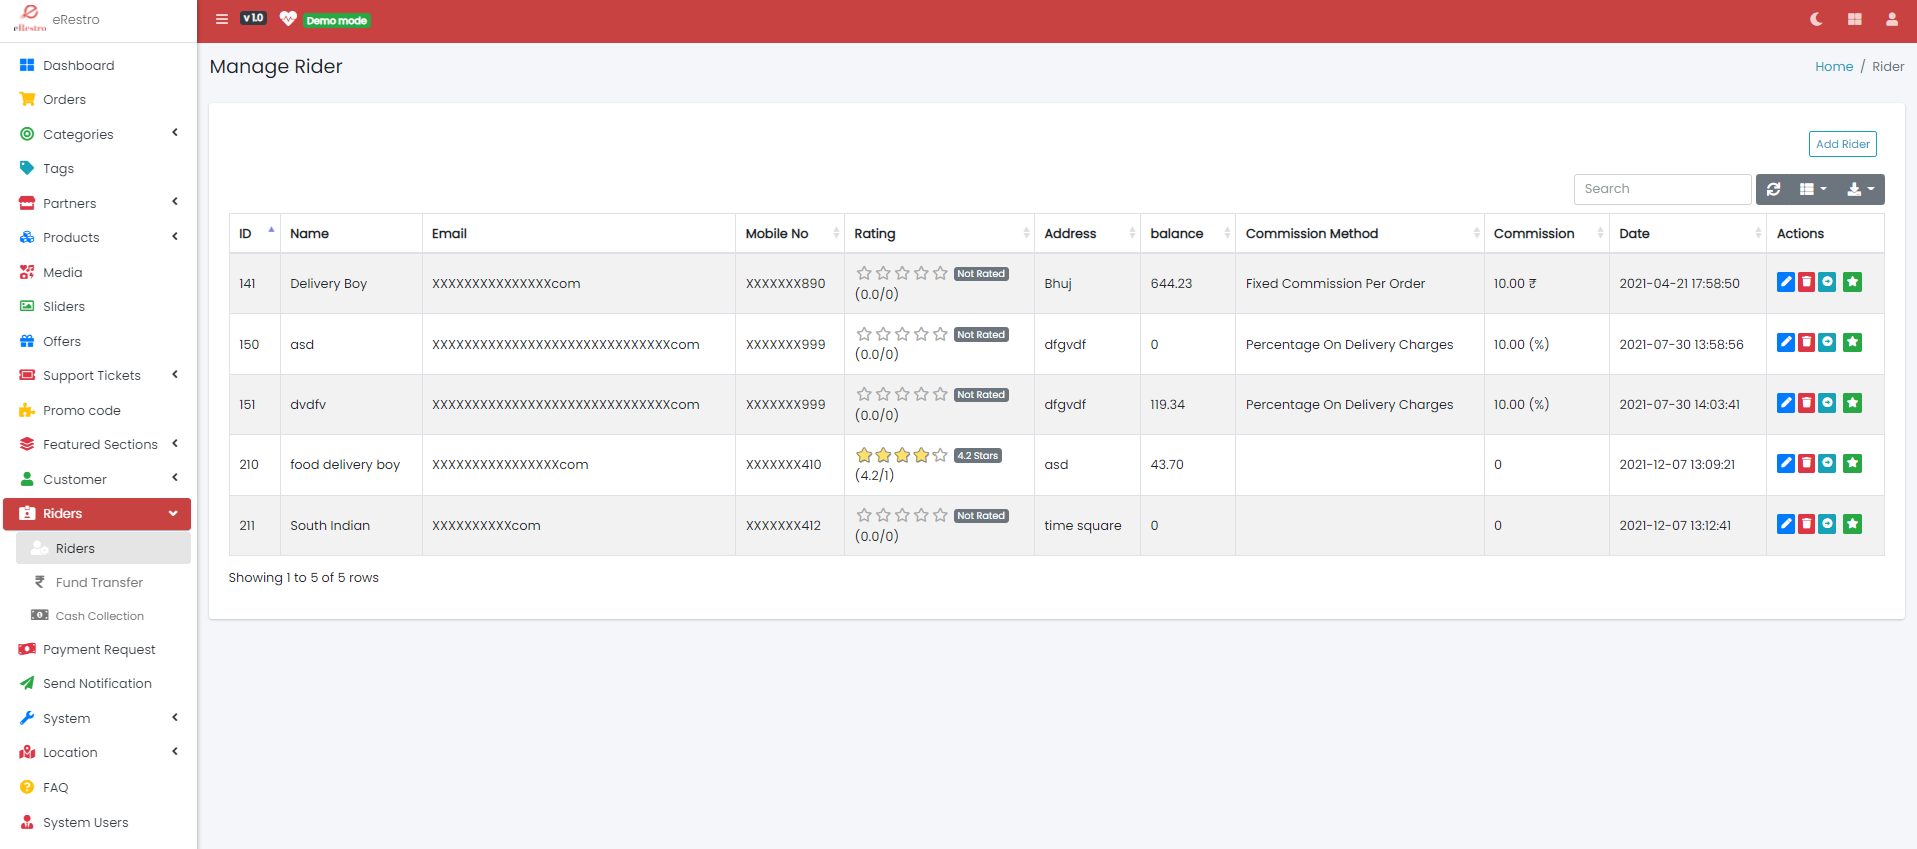 eRestro
eRestro
v 1.0
Demo mode
Dashboard
Orders
Categories
Tags
Partners
Products
Media
Sliders
Offers
Support Tickets
Promo code
Featured Sections
Customer
Riders
Riders
Fund Transfer
Cash Collection
Payment Request
Send Notification
System
Location
FAQ
System Users
Manage Rider
Home / Rider
Add Rider
Search
ID Name Email Mobile No Rating Address balance Commission Method Commission Date Actions
141 Delivery Boy XXXXXXXXXXXXXXXcom XXXXXXX890 Not Rated (0.0/0) Bhuj 644.23 Fixed Commission Per Order 10.00 ₹ 2021-04-21 17:58:50
150 asd XXXXXXXXXXXXXXXXXXXXXXXXXXXXXXcom XXXXXXX999 Not Rated (0.0/0) dfgvdf 0 Percentage On Delivery Charges 10.00 (%) 2021-07-30 13:58:56
151 dvdfv XXXXXXXXXXXXXXXXXXXXXXXXXXXXXXcom XXXXXXX999 Not Rated (0.0/0) dfgvdf 119.34 Percentage On Delivery Charges 10.00 (%) 2021-07-30 14:03:41
210 food delivery boy XXXXXXXXXXXXXXXXcom XXXXXXX410 4.2 Stars (4.2/1) asd 43.70 0 2021-12-07 13:09:21
211 South Indian XXXXXXXXXXcom XXXXXXX412 Not Rated (0.0/0) time square 0 0 2021-12-07 13:12:41
Showing 1 to 5 of 5 rows